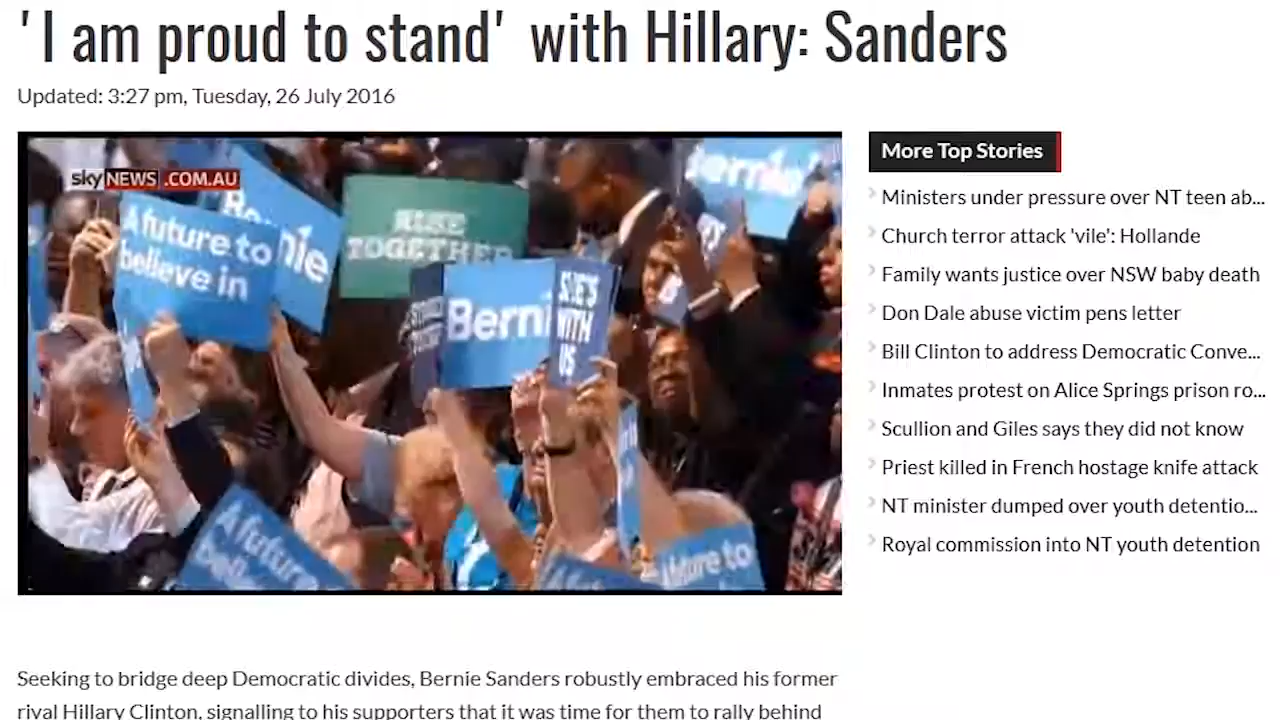 'I am proud to stand' with Hillary: Sanders
Updated: 3:27 pm, Tuesday, 26 July 2016
sky NEWS .COM.AU
A future to
believe in
Bernie
RISE
TOGETHER
Bernie
Berni
SHE'S
WITH
US
A future
future to
More Top Stories
Ministers under pressure over NT teen ab...
Church terror attack 'vile': Hollande
Family wants justice over NSW baby death
Don Dale abuse victim pens letter
Bill Clinton to address Democratic Conve...
Inmates protest on Alice Springs prison ro...
Scullion and Giles says they did not know
Priest killed in French hostage knife attack
NT minister dumped over youth detentio...
Royal commission into NT youth detention
Seeking to bridge deep Democratic divides, Bernie Sanders robustly embraced his former
rival Hillary Clinton, signalling to his supporters that it was time for them to rally behind